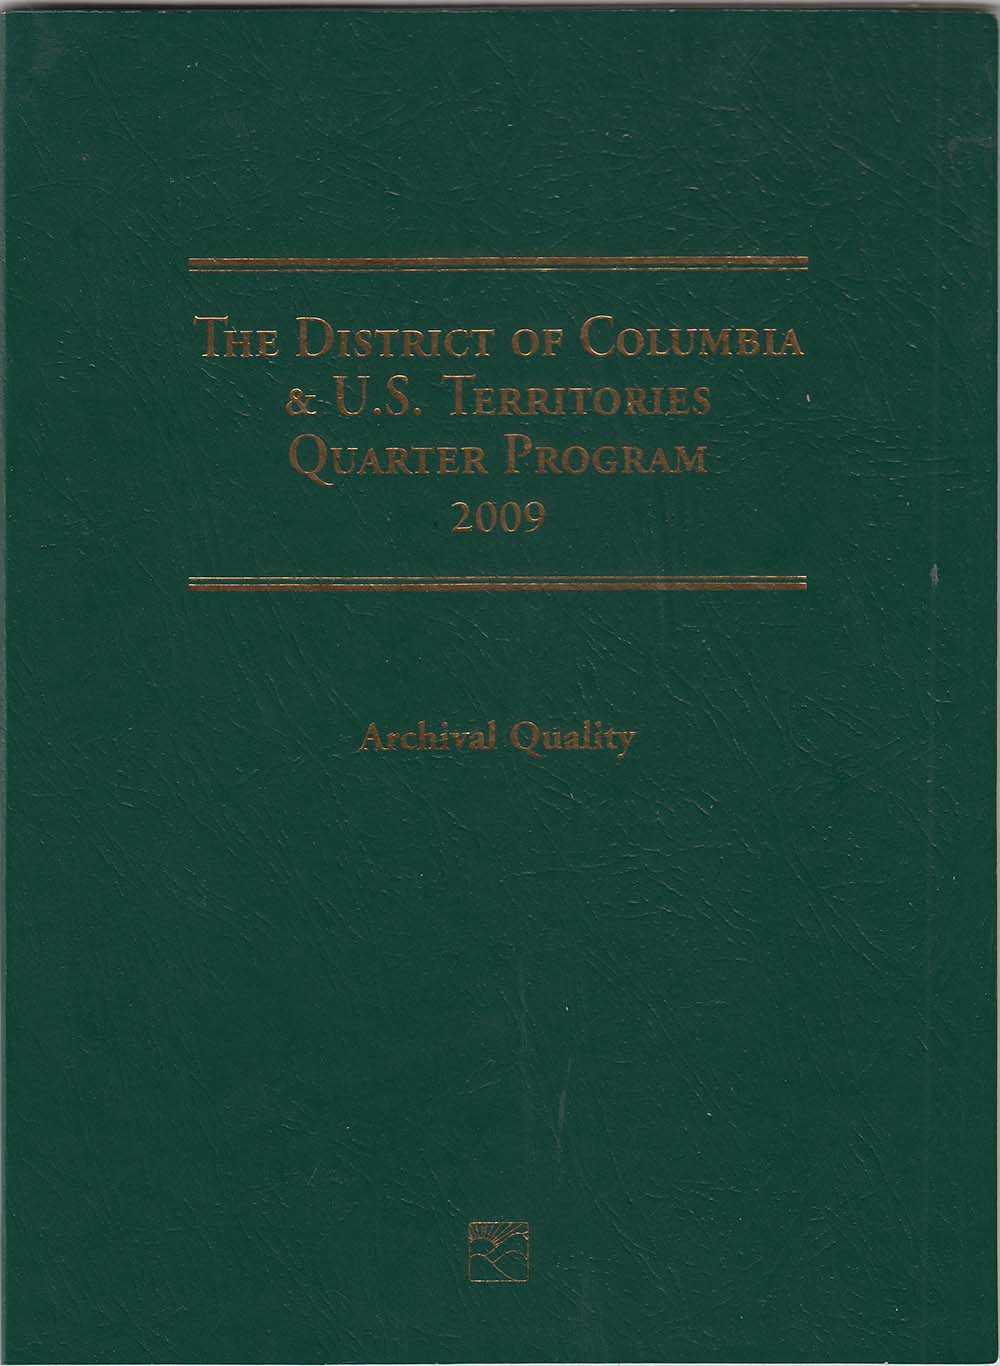 The District of Columbia
& U.S. Territories
Quarter Program
2009
Archival Quality